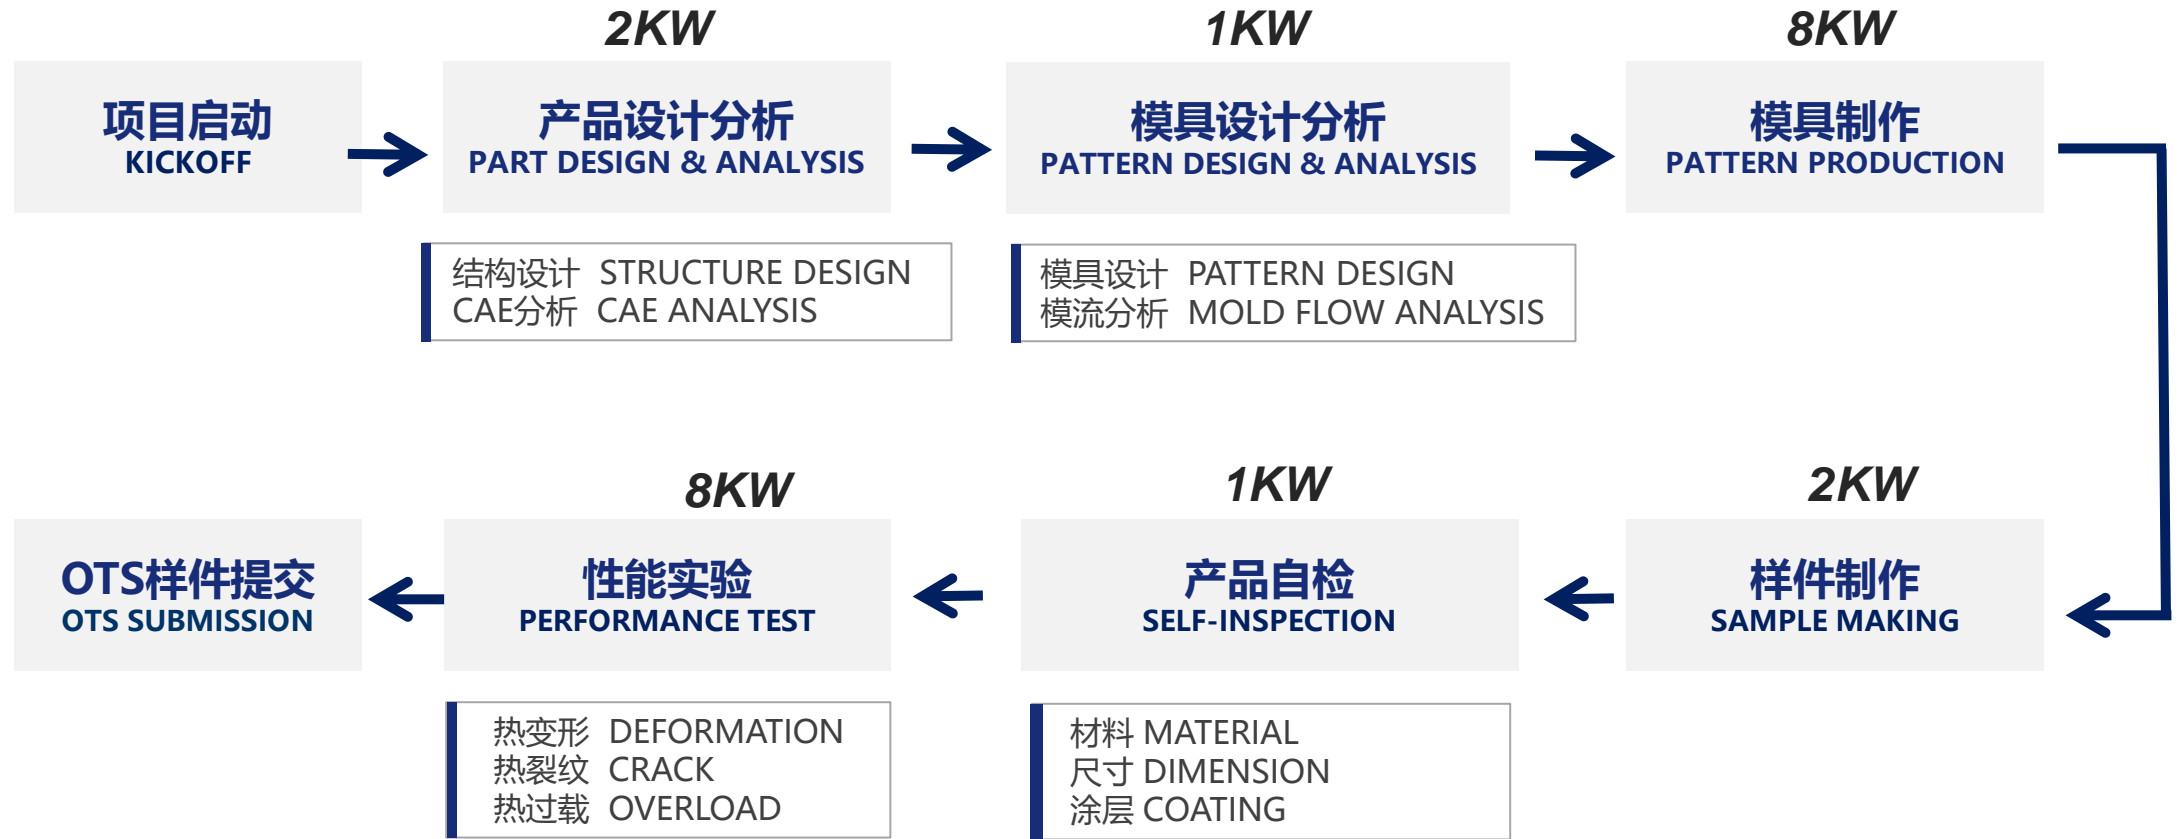 2KW
1KW
8KW
项目启动
KICKOFF
产品设计分析
PART DESIGN & ANALYSIS
模具设计分析
PATTERN DESIGN & ANALYSIS
模具制作
PATTERN PRODUCTION
结构设计 STRUCTURE DESIGN
CAE分析 CAE ANALYSIS
模具设计 PATTERN DESIGN
模流分析 MOLD FLOW ANALYSIS
8KW
1KW
2KW
OTS样件提交
OTS SUBMISSION
性能实验
PERFORMANCE TEST
产品自检
SELF-INSPECTION
样件制作
SAMPLE MAKING
热变形 DEFORMATION
热裂纹 CRACK
热过载 OVERLOAD
材料 MATERIAL
尺寸 DIMENSION
涂层 COATING